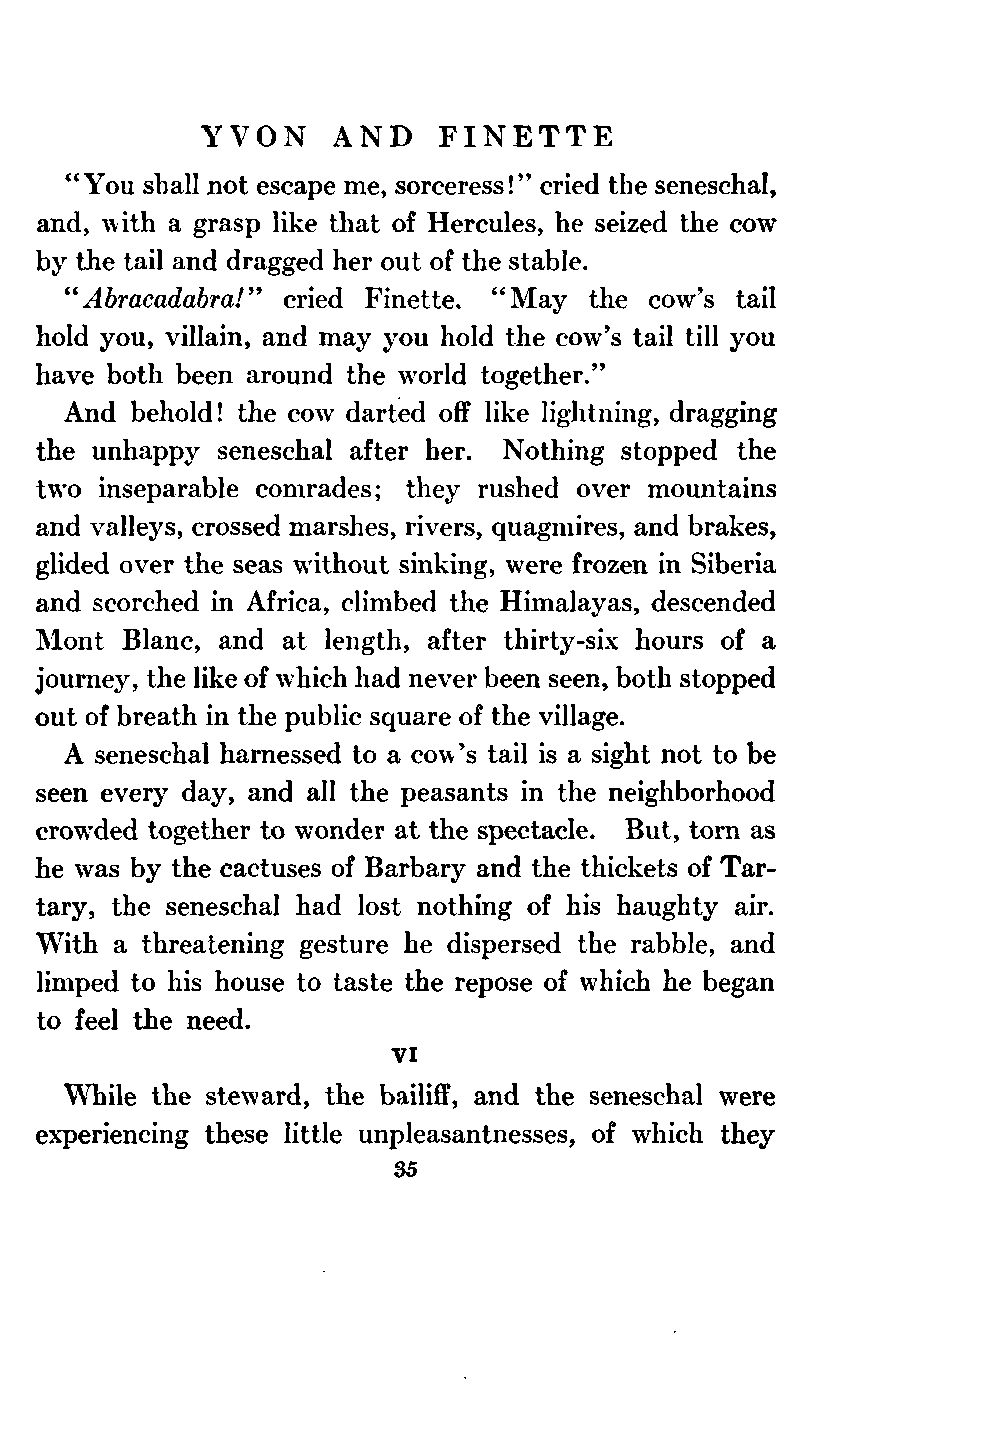 YVON AND FINETTE
“You shall not escape me, sorceress!” cried the seneschal,
and, with a grasp like that of Hercules, he seized the cow
by the tail and dragged her out of the stable.
“Abracadabra!” cried Finette. “May the cow’s tail
hold you, villain, and may you hold the cow’s tail till you
have both been around the world together.”
And behold! the cow darted off like lightning, dragging
the unhappy seneschal after her. Nothing stopped the
two inseparable comrades; they rushed over mountains
and valleys, crossed marshes, rivers, quagmires, and brakes,
glided over the seas without sinking, were frozen in Siberia
and scorched in Africa, climbed the Himalayas, descended
Mont Blanc, and at length, after thirty-six hours of a
journey, the like of which had never been seen, both stopped
out of breath in the public square of the village.
A seneschal harnessed to a cow’s tail is a sight not to be
seen every day, and all the peasants in the neighborhood
crowded together to wonder at the spectacle. But, torn as
he was by the cactuses of Barbary and the thickets of Tar-
tary, the seneschal had lost nothing of his haughty air.
With a threatening gesture he dispersed the rabble, and
limped to his house to taste the repose of which he began
to feel the need.
VI
While the steward, the bailiff, and the seneschal were
experiencing these little unpleasantnesses, of which they
35